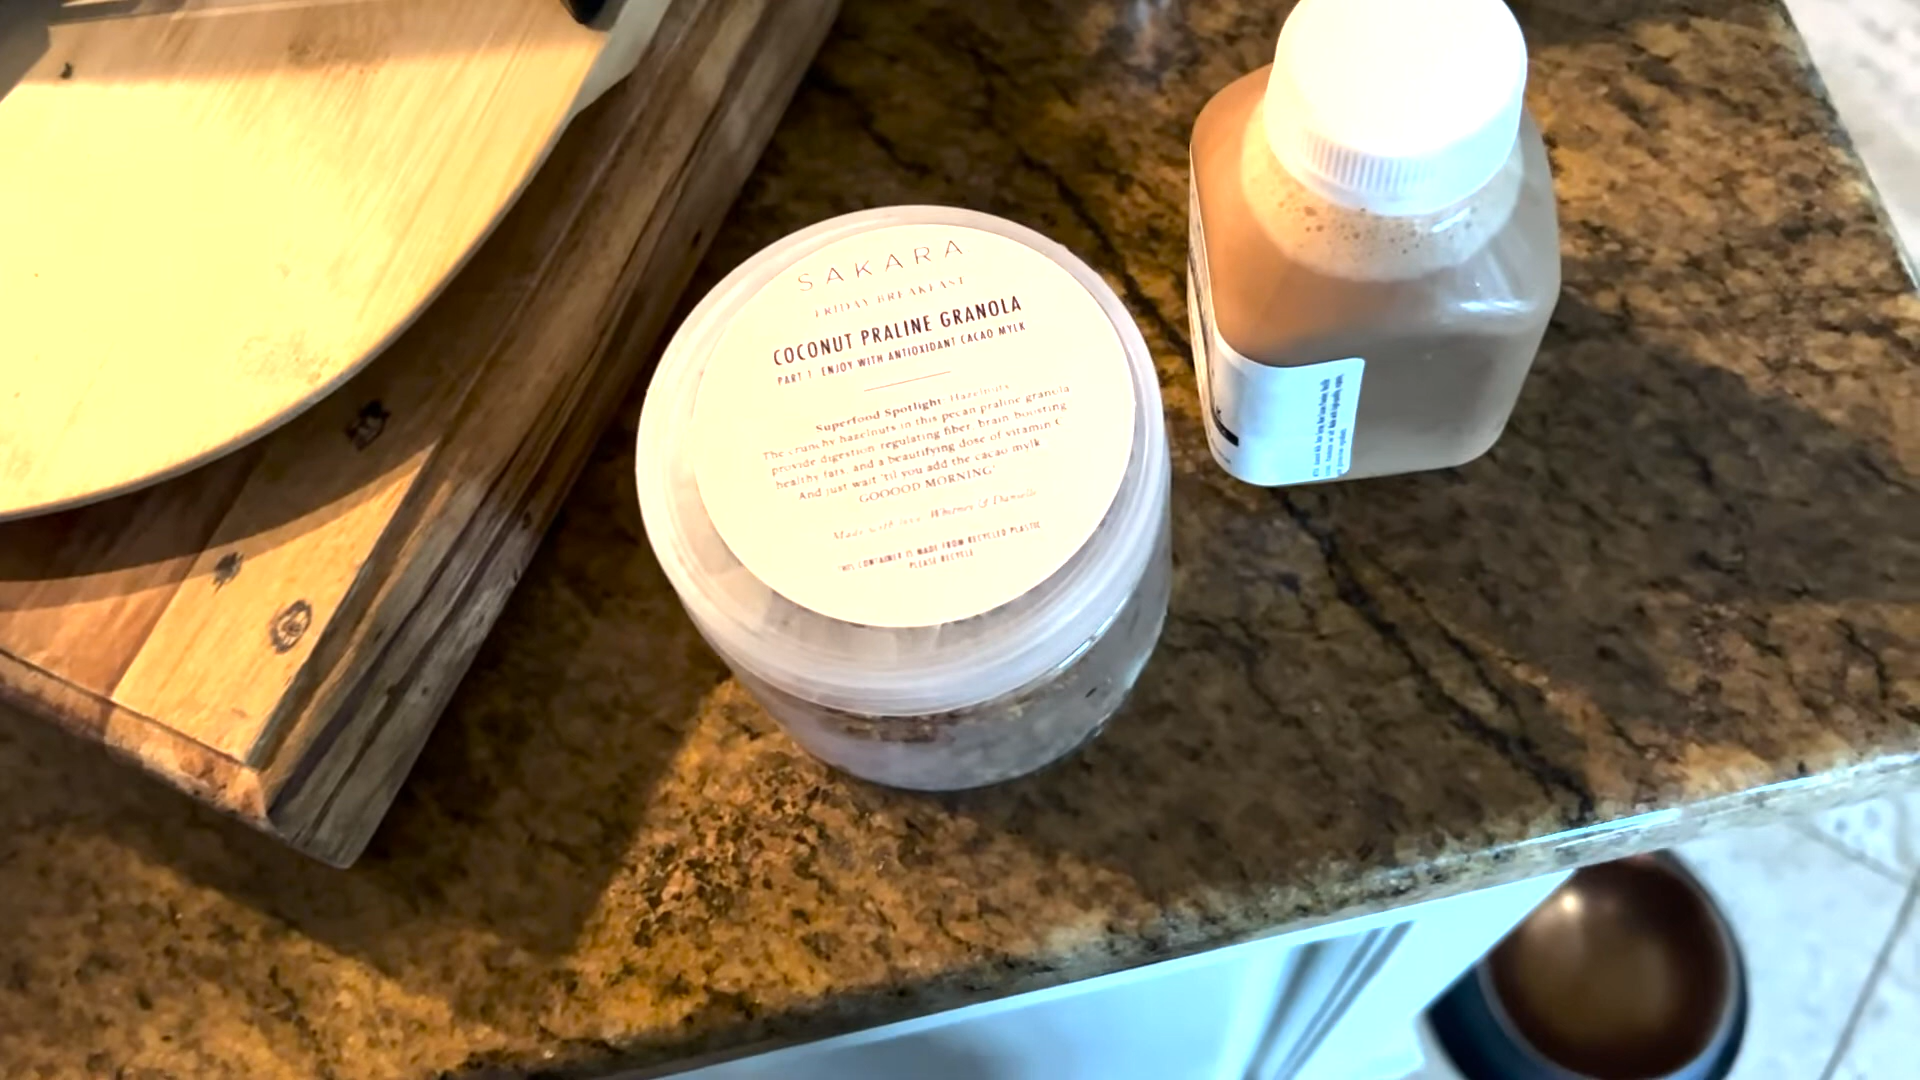 SAKARA
FRIDAY BREAKFAST
COCONUT PRALINE GRANOLA
PART 1 ENJOY WITH ANTIOXIDANT CACAO MYLK
Superfood Spotlight: Hazelnuts
The crunchy hazelnuts in this pecan praline granola
provide digestion regulating fiber, brain-boosting
healthy fats, and a beautifying dose of vitamin C.
And just wait 'til you add the cacao mylk
GOOOOD MORNING!
Made with love, Whitney & Danielle
THIS CONTAINER IS MADE FROM RECYCLED PLASTIC
PLEASE RECYCLE